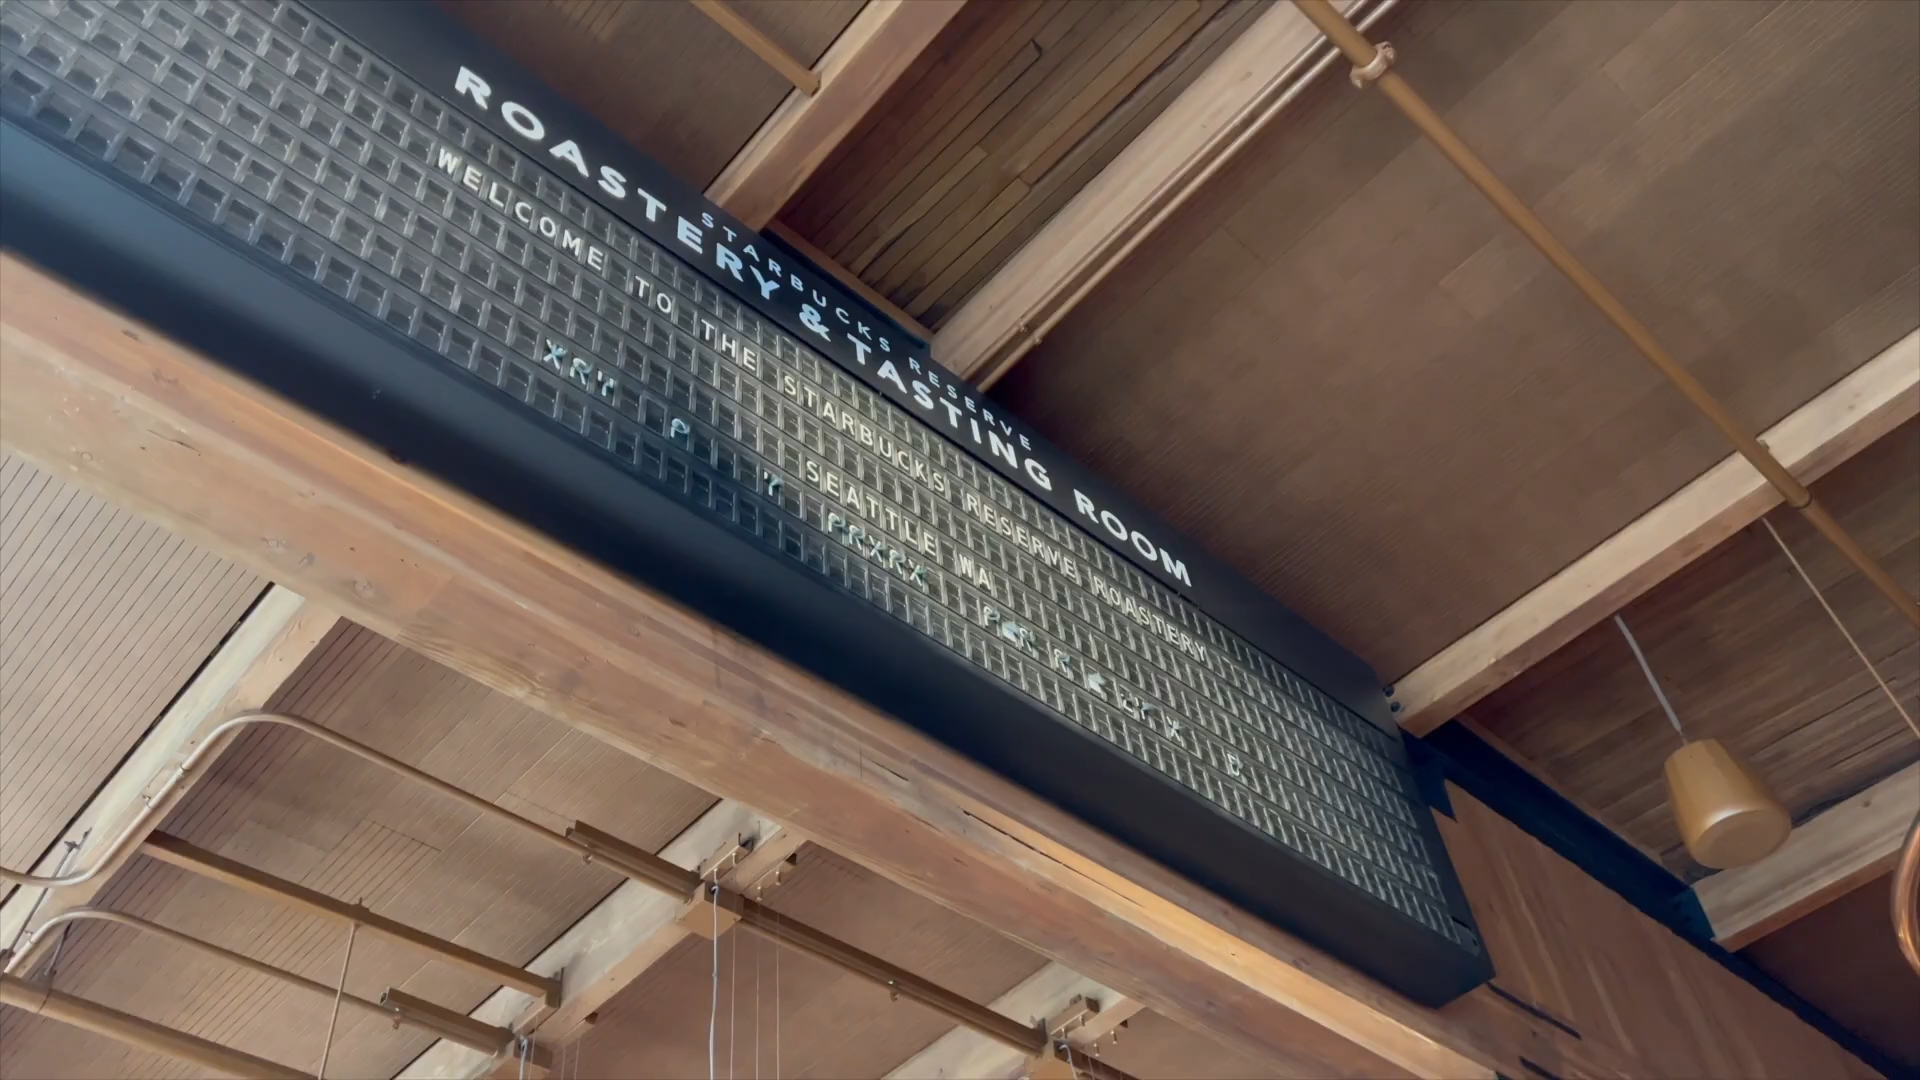 STARBUCKS RESERVE
ROASTERY & TASTING ROOM
WELCOME TO THE STARBUCKS RESERVE ROASTERY
SEATTLE WA